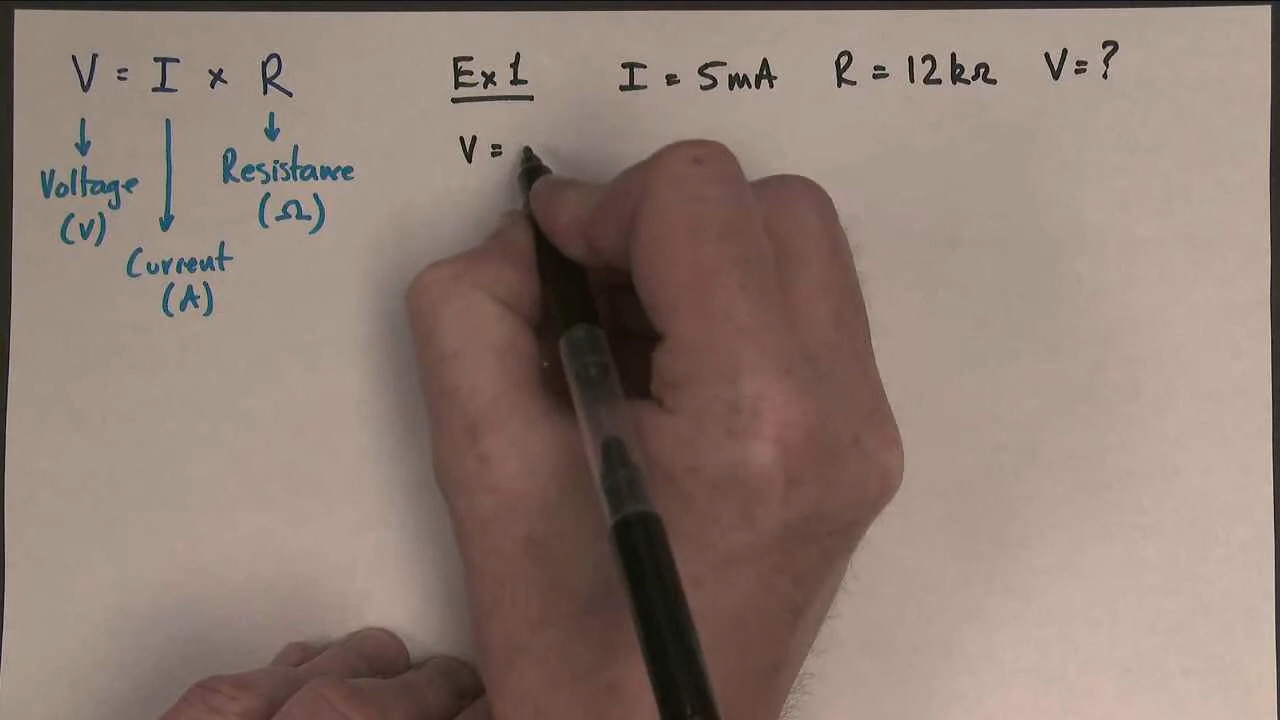 V = I × R
Voltage
(V)
Current
(A)
Resistance
(Ω)
Ex 1 I = 5mA R = 12kΩ V = ?
V =